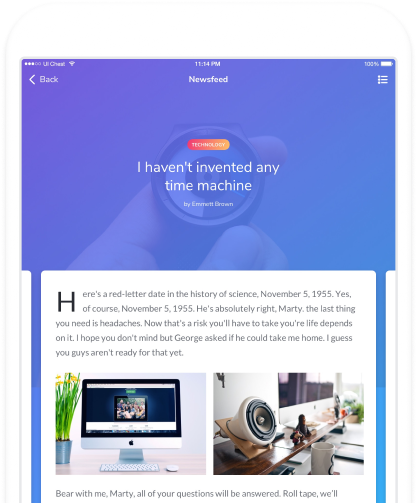 UI Chest
11:14 PM
100%
Back
Newsfeed
TECHNOLOGY
I haven't invented any
time machine
by Emmett Brown
Here's a red-letter date in the history of science, November 5, 1955. Yes,
of course, November 5, 1955. He's absolutely right, Marty. the last thing
you need is headaches. Now that's a risk you'll have to take you're life depends
on it. I hope you don't mind but George asked if he could take me home. I guess
you guys aren't ready for that yet.
Bear with me, Marty, all of your questions will be answered. Roll tape, we'll